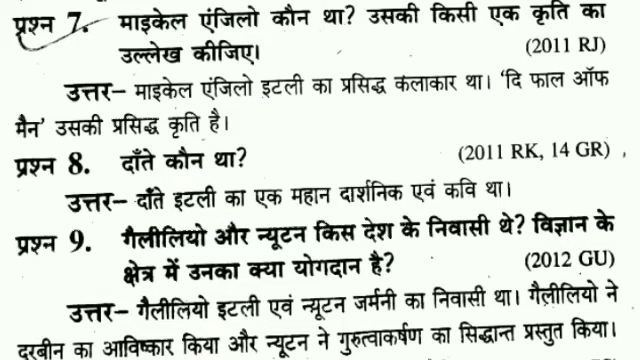 प्रश्न 7. माइकेल एंजिलो कौन था? उसकी किसी एक कृति का
उल्लेख कीजिए। (2011 RJ)
उत्तर– माइकेल एंजिलो इटली का प्रसिद्ध कलाकार था। 'दि फाल ऑफ
मैन' उसकी प्रसिद्ध कृति है।
प्रश्न 8. दाँते कौन था? (2011 RK, 14 GR)
उत्तर– दाँते इटली का एक महान दार्शनिक एवं कवि था।
प्रश्न 9. गैलीलियो और न्यूटन किस देश के निवासी थे? विज्ञान के
क्षेत्र में उनका क्या योगदान है? (2012 GU)
उत्तर– गैलीलियो इटली एवं न्यूटन जर्मनी का निवासी था। गैलीलियो ने
दूरबीन का आविष्कार किया और न्यूटन ने गुरुत्वाकर्षण का सिद्धान्त प्रस्तुत किया।